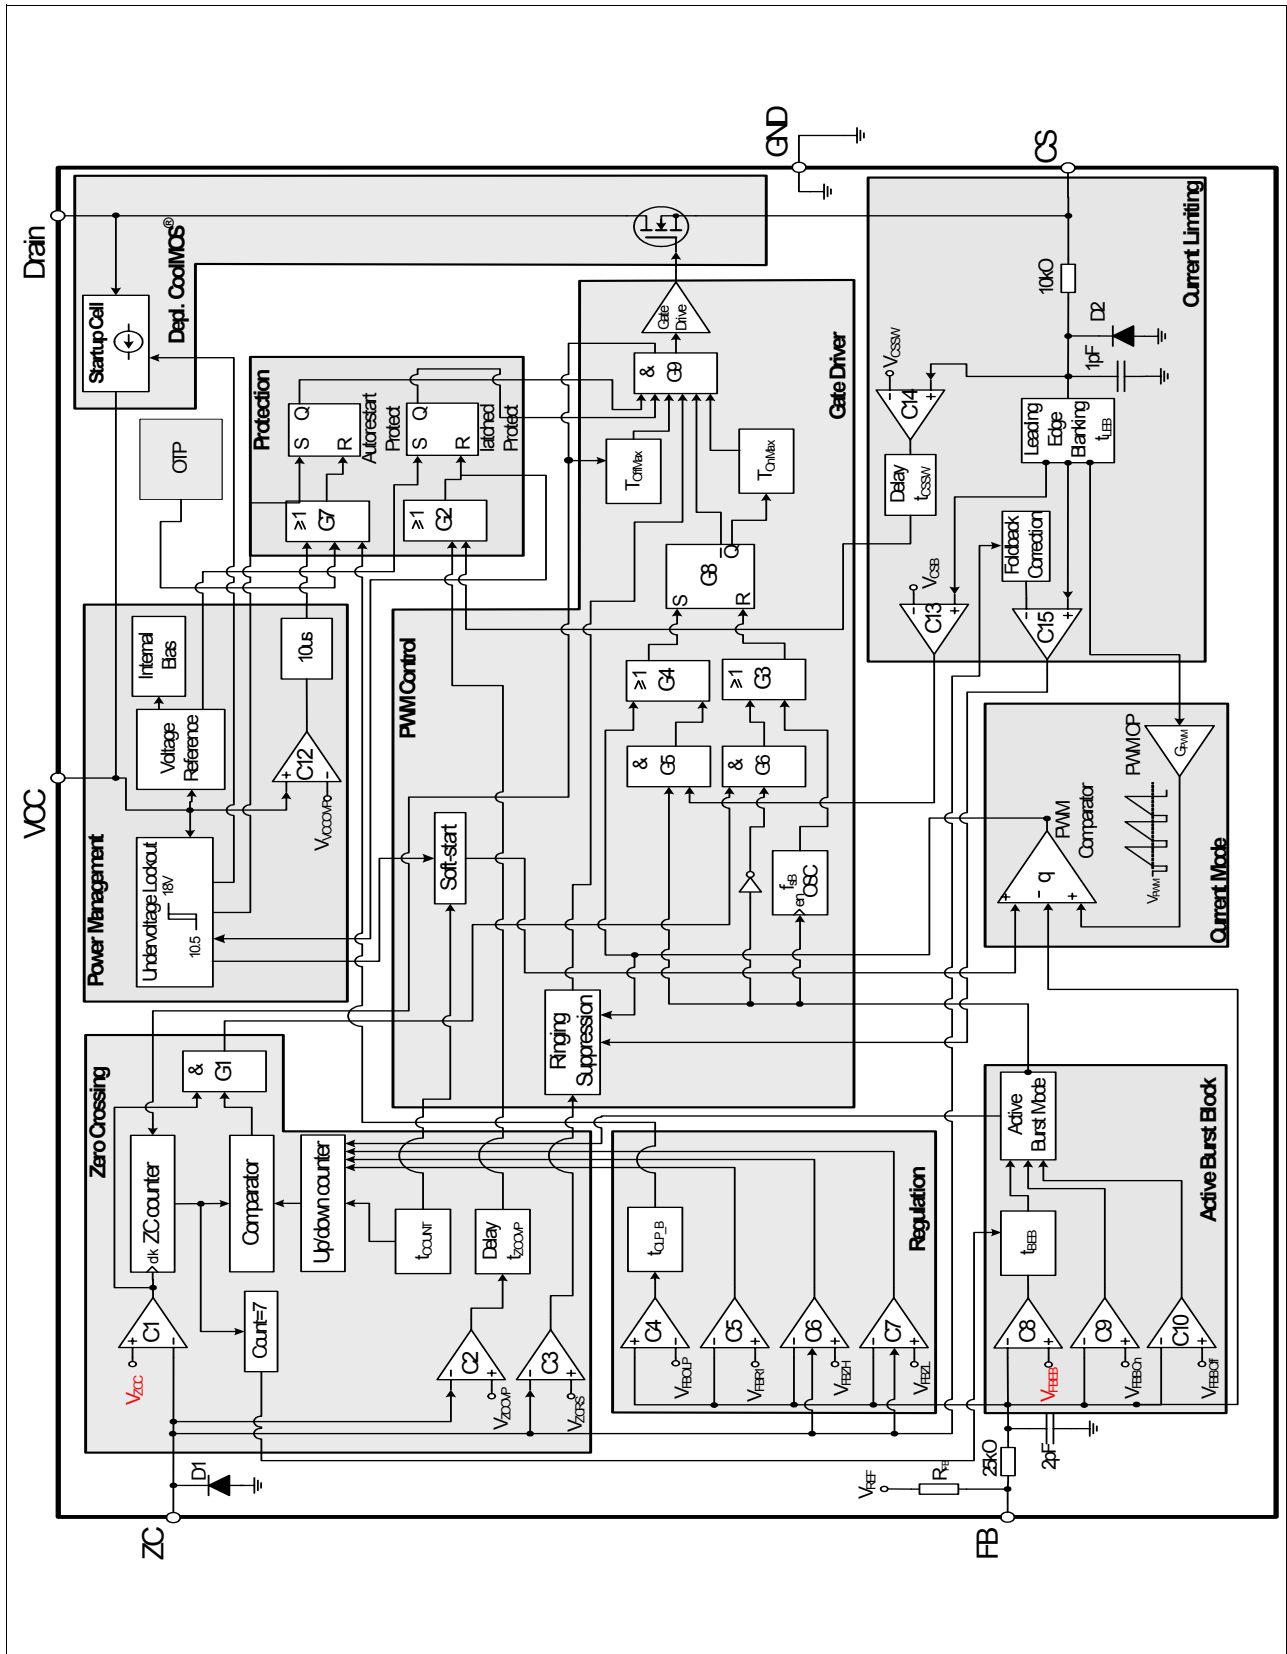 Drain
VCC
ZC
FB
GND
CS
Startup Cell
Depl. CoolMOS®
OTP
Power Management
Undervoltage Lockout
18V
10.5
Voltage
Reference
Internal
Bias
C12
VVCCOVP
10us
Protection
≥1
G7
S Q
R
Autorestart
Protect
≥1
G2
S Q
R
latched
Protect
Zero Crossing
VZCC
C1
clk ZC counter
Count=7
Comparator
&
G1
Up/down counter
tCOUNT
C2
VZCOVP
Delay
tZCOVP
C3
VZCRS
D1
PWM Control
Soft-start
Ringing
Suppression
fsB
en OSC
&
G5
&
G6
≥1
G4
≥1
G3
S
R
G8
Q
Gate Driver
TOffMax
TOnMax
&
G9
Gate
Drive
Regulation
C4
VFBOLP
tOLP_B
C5
VFBR1
C6
VFBZH
C7
VFBZL
Active Burst Block
C8
VFBEB
tBEB
C9
VFBBOn
C10
VFBBOff
Active
Burst Mode
VREF
RFB
25kO
2pF
Current Mode
PWM
Comparator
q
PWM OP
GPWM
VPWM
Current Limiting
C13
VCSB
C14
VCSSW
Delay
tCSSW
C15
Foldback
Correction
Leading
Edge
Blanking
tLEB
10kO
D2
1pF